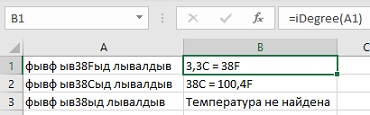 B1 fx =iDegree(A1)
A B C
1 фывф ыв38Fыд лывалдыв 3,3C = 38F
2 фывф ыв38Сыд лывалдыв 38C = 100,4F
3 фывф ыв38ыд лывалдыв Температура не найдена